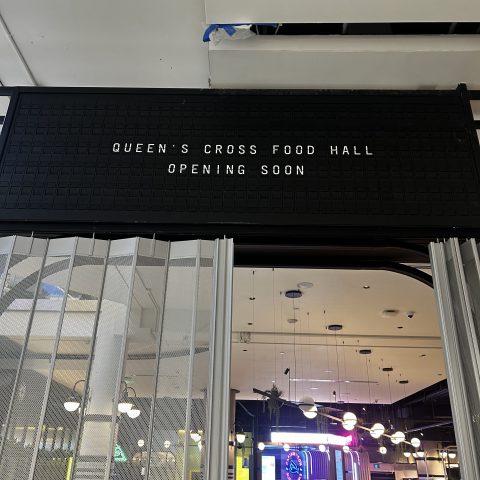 QUEEN'S CROSS FOOD HALL
OPENING SOON